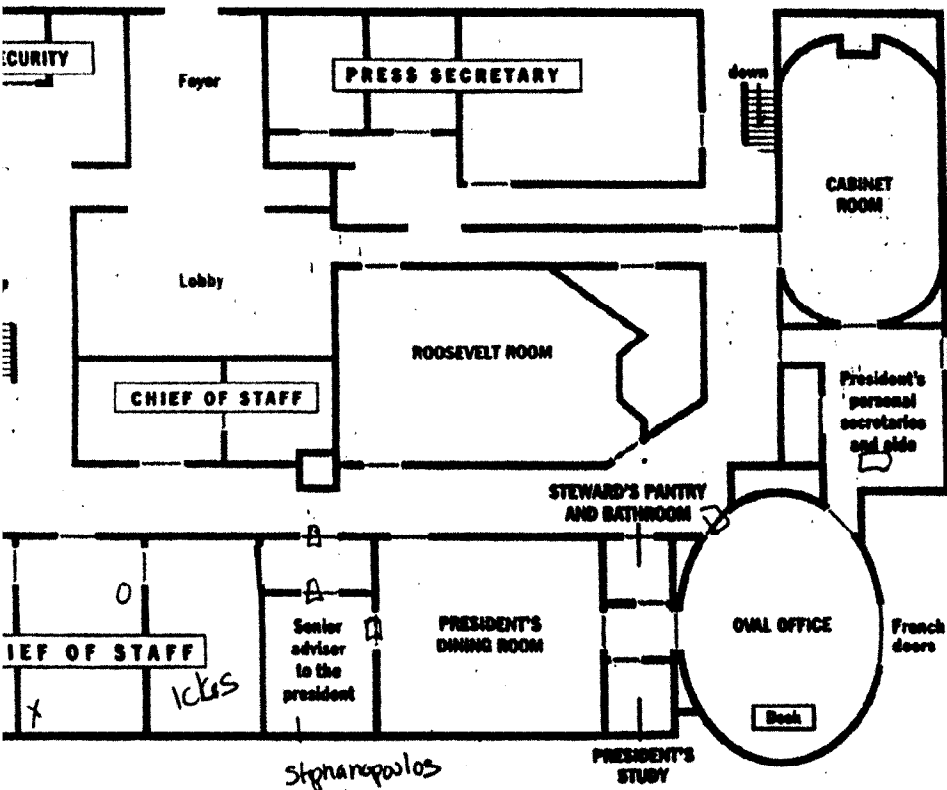 ECURITY
Foyer
PRESS SECRETARY
down
CABINET
ROOM
Lobby
ROOSEVELT ROOM
CHIEF OF STAFF
President's
personal
secretaries
and aide
STEWARD'S PANTRY
AND BATHROOM
IEF OF STAFF
Ickes
X
Senior
adviser
to the
president
PRESIDENT'S
DINING ROOM
OVAL OFFICE
French
doors
Desk
PRESIDENT'S
STUDY
Stphanopoulos